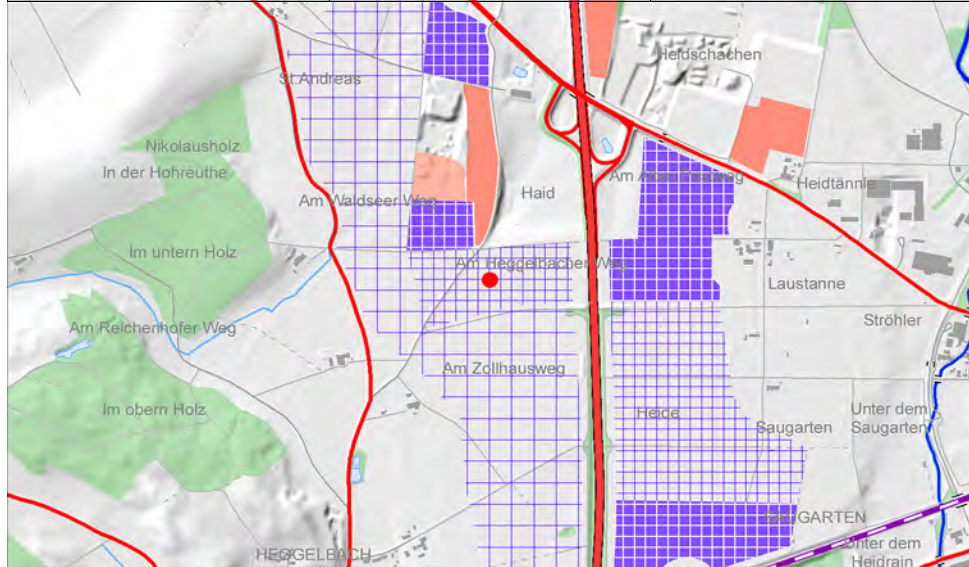 Heidschachen
St.Andreas
Nikolausholz
In der Hohreuthe
Am Alten Postweg
Heidtännle
Haid
Am Waldseer Weg
Im untern Holz
Am Heggelbacher Weg
Laustanne
Am Reichenhofer Weg
Ströhler
Am Zollhausweg
Im obern Holz
Heide
Saugarten
Unter dem
Saugarten
SAUGARTEN
HEGGELBACH
Unter dem
Heidrain